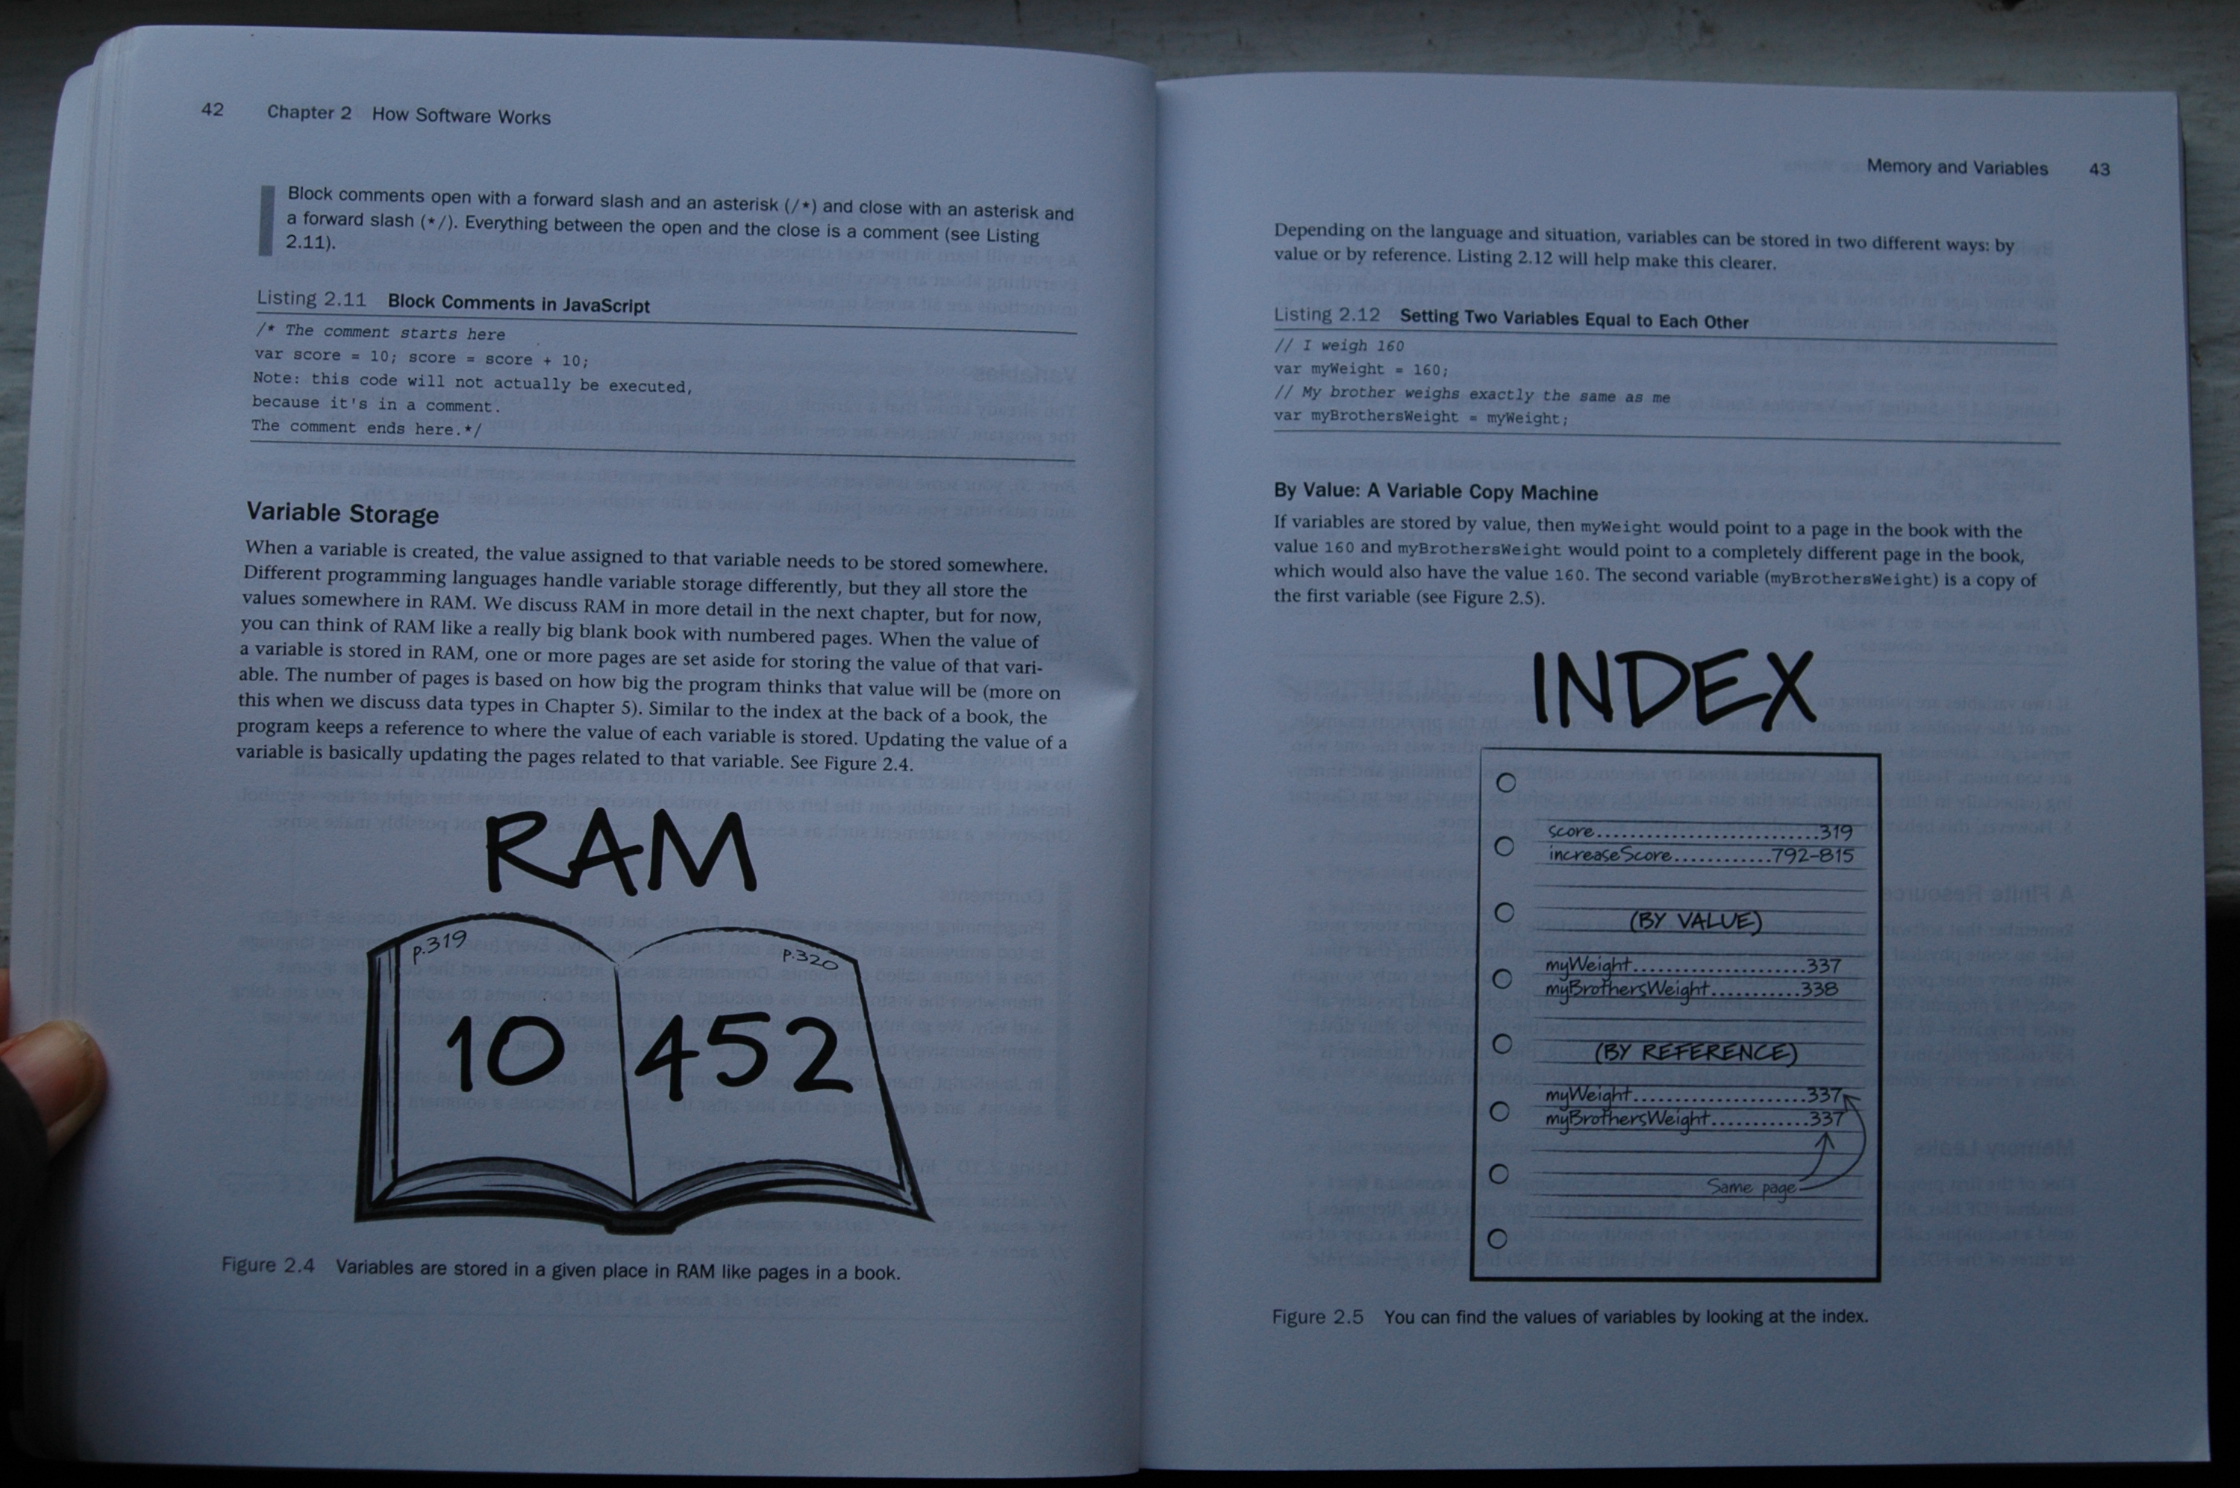 42 Chapter 2 How Software Works
Block comments open with a forward slash and an asterisk (/*) and close with an asterisk and
a forward slash (*/). Everything between the open and the close is a comment (see Listing
2.11).
Listing 2.11 Block Comments in JavaScript
/* The comment starts here
var score = 10; score = score + 10;
Note: this code will not actually be executed,
because it's in a comment.
The comment ends here.*/
Variable Storage
When a variable is created, the value assigned to that variable needs to be stored somewhere.
Different programming languages handle variable storage differently, but they all store the
values somewhere in RAM. We discuss RAM in more detail in the next chapter, but for now,
you can think of RAM like a really big blank book with numbered pages. When the value of
a variable is stored in RAM, one or more pages are set aside for storing the value of that vari-
able. The number of pages is based on how big the program thinks that value will be (more on
this when we discuss data types in Chapter 5). Similar to the index at the back of a book, the
program keeps a reference to where the value of each variable is stored. Updating the value of a
variable is basically updating the pages related to that variable. See Figure 2.4.
RAM
p.319 p.320
10 452
Figure 2.4 Variables are stored in a given place in RAM like pages in a book.
Memory and Variables 43
Depending on the language and situation, variables can be stored in two different ways: by
value or by reference. Listing 2.12 will help make this clearer.
Listing 2.12 Setting Two Variables Equal to Each Other
// I weigh 160
var myWeight = 160;
// My brother weighs exactly the same as me
var myBrothersWeight = myWeight;
By Value: A Variable Copy Machine
If variables are stored by value, then myWeight would point to a page in the book with the
value 160 and myBrothersWeight would point to a completely different page in the book,
which would also have the value 160. The second variable (myBrothersWeight) is a copy of
the first variable (see Figure 2.5).
INDEX
score............................319
increaseScore............792-815
(BY VALUE)
myWeight......................337
myBrothersWeight...........338
(BY REFERENCE)
myWeight......................337
myBrothersWeight............337
Same page
Figure 2.5 You can find the values of variables by looking at the index.